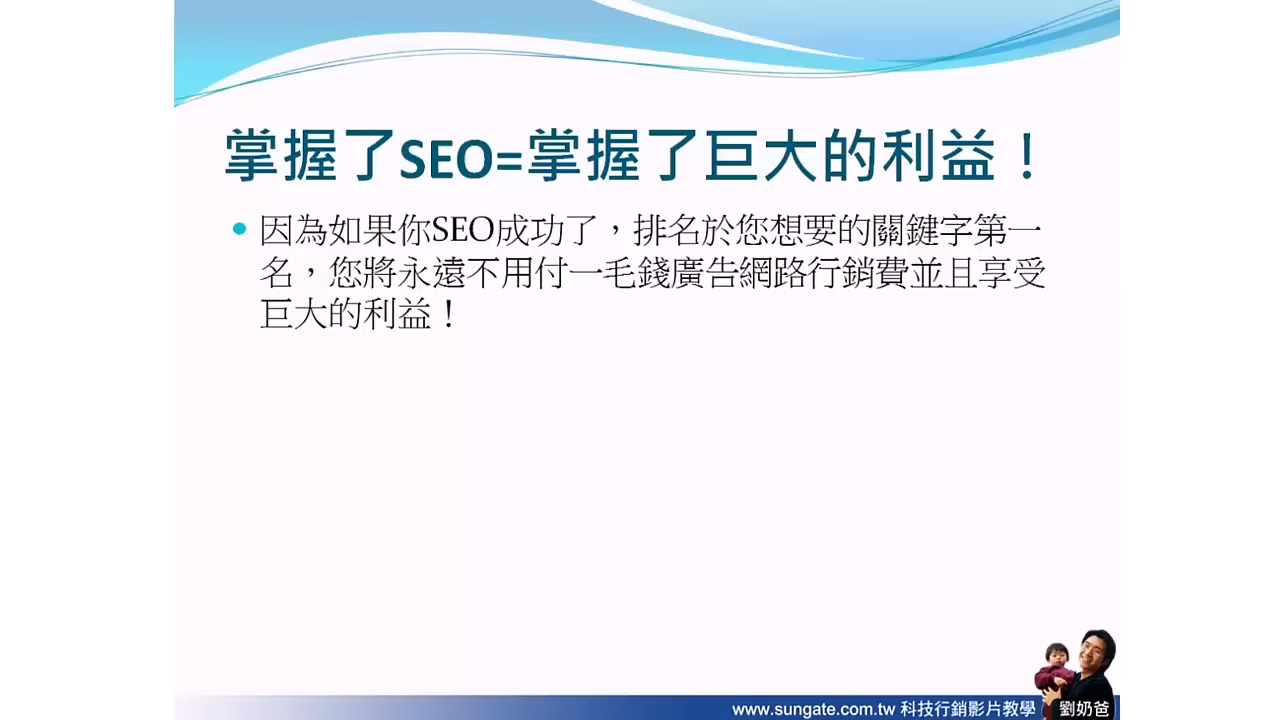 掌握了SEO=掌握了巨大的利益！
因為如果你SEO成功了，排名於您想要的關鍵字第一
名，您將永遠不用付一毛錢廣告網路行銷費並且享受
巨大的利益！
www.sungate.com.tw 科技行銷影片教學
劉奶爸